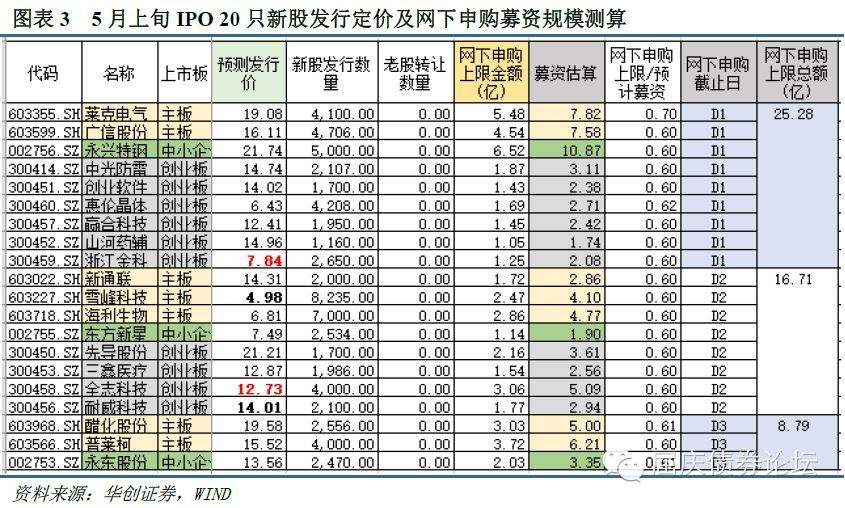 图表 3 5 月上旬 IPO 20 只新股发行定价及网下申购募资规模测算
代码 名称 上市板 预测发行价 新股发行数量 老股转让数量 网下申购上限金额(亿) 募资估算 网下申购上限/预计募资 网下申购截止日 网下申购上限总额(亿)
603355.SH 莱克电气 主板 19.08 4,100.00 0.00 5.48 7.82 0.70 D1 25.28
603599.SH 广信股份 主板 16.11 4,706.00 0.00 4.54 7.58 0.60 D1
002756.SZ 永兴特钢 中小企 21.74 5,000.00 0.00 6.52 10.87 0.60 D1
300414.SZ 中光防雷 创业板 14.74 2,107.00 0.00 1.87 3.11 0.60 D1
300451.SZ 创业软件 创业板 14.02 1,700.00 0.00 1.43 2.38 0.60 D1
300460.SZ 惠伦晶体 创业板 6.43 4,208.00 0.00 1.69 2.71 0.62 D1
300457.SZ 赢合科技 创业板 12.41 1,950.00 0.00 1.45 2.42 0.60 D1
300452.SZ 山河药辅 创业板 14.96 1,160.00 0.00 1.05 1.74 0.60 D1
300459.SZ 浙江金科 创业板 7.84 2,650.00 0.00 1.25 2.08 0.60 D1
603022.SH 新通联 主板 14.31 2,000.00 0.00 1.72 2.86 0.60 D2 16.71
603227.SH 雪峰科技 主板 4.98 8,235.00 0.00 2.47 4.10 0.60 D2
603718.SH 海利生物 主板 6.81 7,000.00 0.00 2.86 4.77 0.60 D2
002755.SZ 东方新星 中小企 7.49 2,534.00 0.00 1.14 1.90 0.60 D2
300450.SZ 先导股份 创业板 21.21 1,700.00 0.00 2.16 3.61 0.60 D2
300453.SZ 三鑫医疗 创业板 12.87 1,986.00 0.00 1.54 2.56 0.60 D2
300458.SZ 全志科技 创业板 12.73 4,000.00 0.00 3.06 5.09 0.60 D2
300456.SZ 耐威科技 创业板 14.01 2,100.00 0.00 1.77 2.94 0.60 D2
603968.SH 醋化股份 主板 19.58 2,556.00 0.00 3.03 5.00 0.61 D3 8.79
603566.SH 普莱柯 主板 15.52 4,000.00 0.00 3.72 6.21 0.60 D3
002753.SZ 永东股份 中小企 13.56 2,470.00 0.00 2.03 3.35
屈庆债券论坛
资料来源：华创证券，WIND